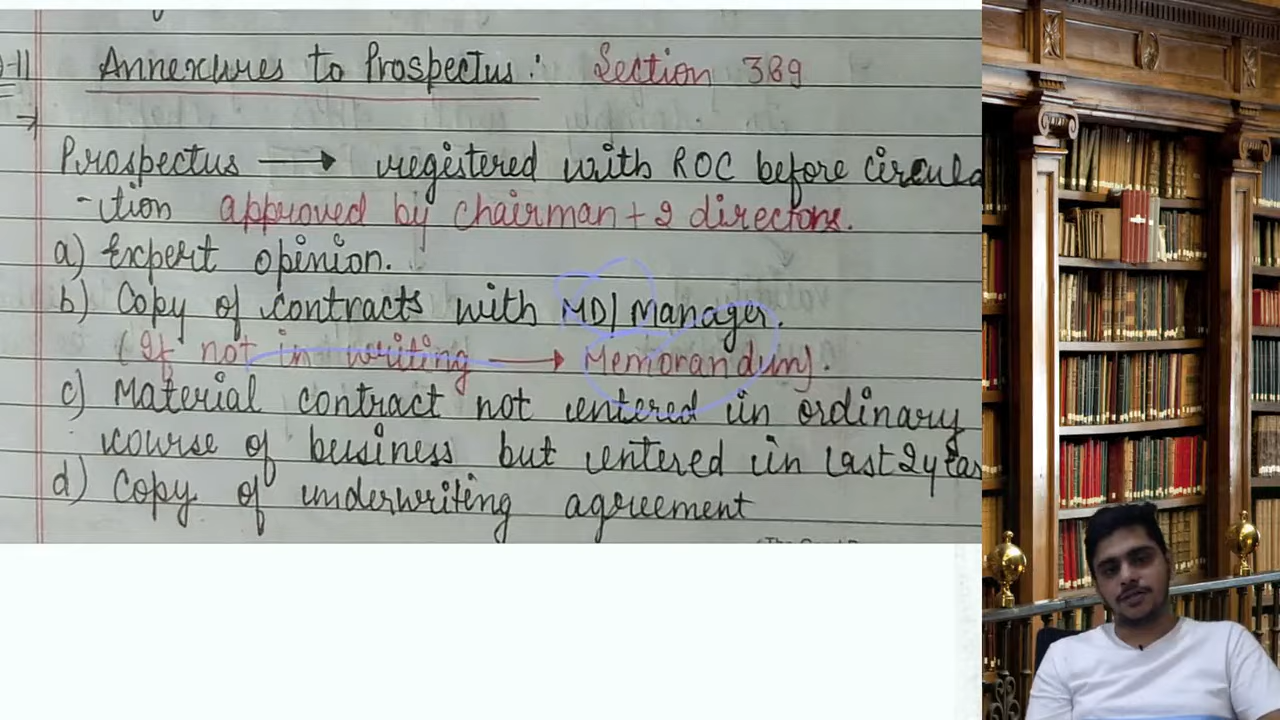 -11 Annexures to Prospectus: Section 389
Prospectus → registered with ROC before circula
-tion approved by chairman + 2 directors.
a) Expert opinion.
b) Copy of contracts with MD/Manager.
(If not in writing → Memorandum).
c) Material contract not entered in ordinary
course of business but entered in last 2 year
d) Copy of underwriting agreement